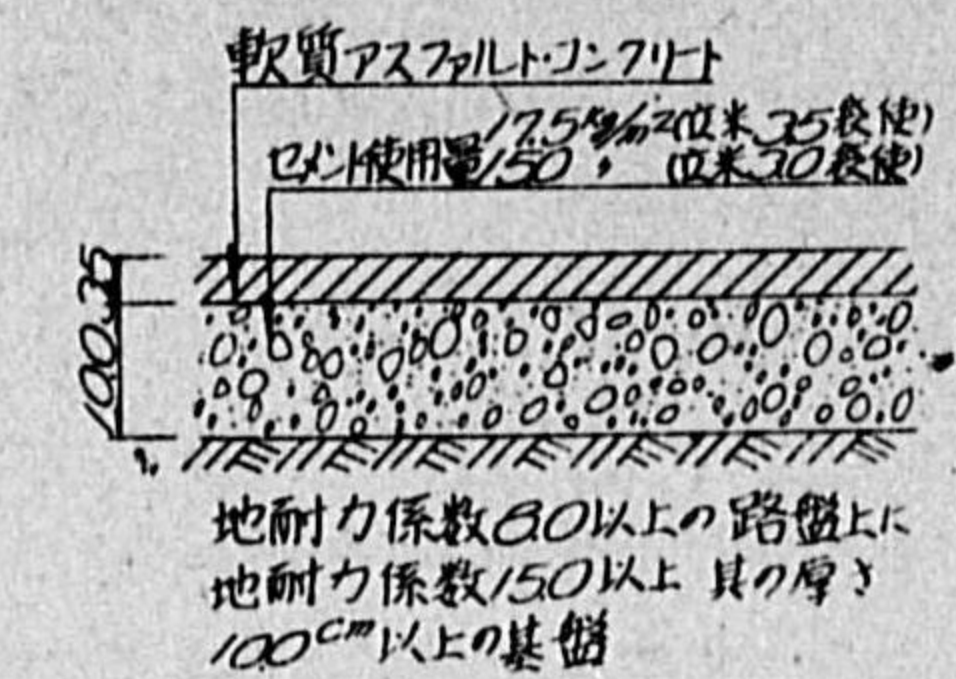 軟質アスファルト・コンクリート
17.5kg/m²(立米 3.5袋使)
セメント使用量15.0 〃 (立米 3.0袋使)
3.5
10.0
地耐力係数8.0以上の路盤上に
地耐力係数15.0以上 其の厚さ
10.0cm以上の基盤